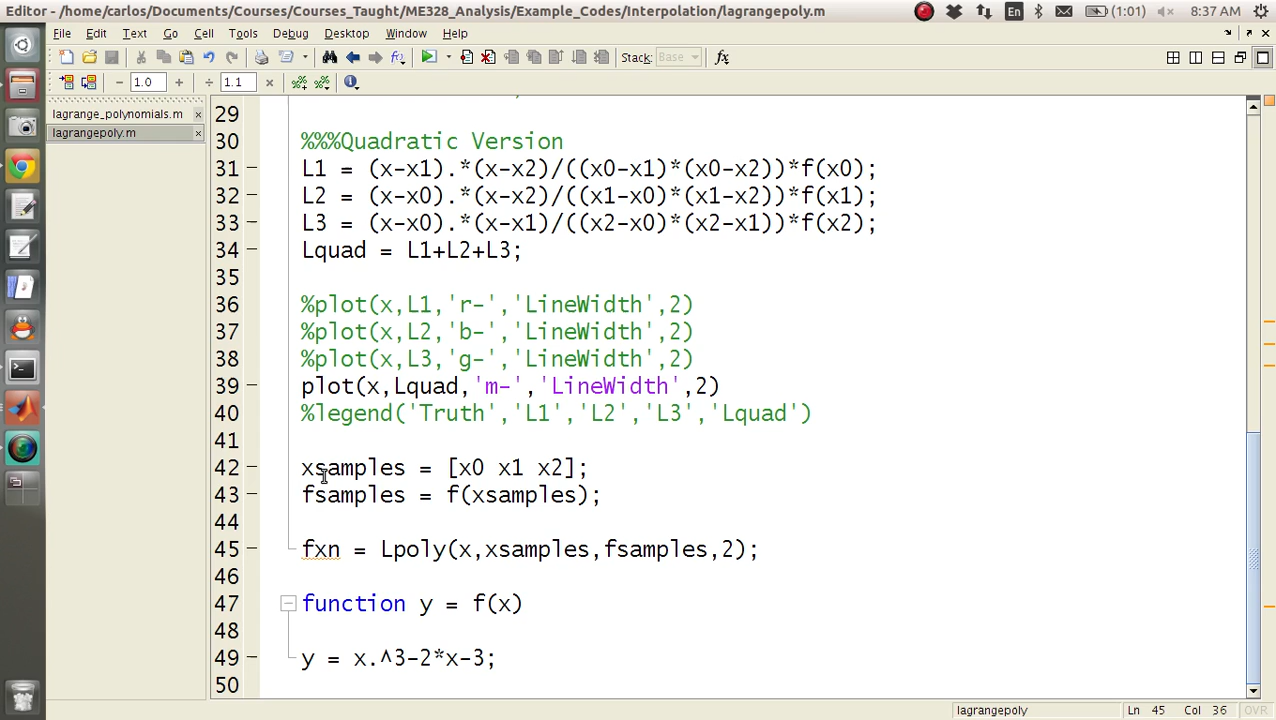 Editor - /home/carlos/Documents/Courses/Courses_Taught/ME328_Analysis/Example_Codes/Interpolation/lagrangepoly.m
En
(1:01)
8:37 AM
File Edit Text Go Cell Tools Debug Desktop Window Help
Stack: Base
fx
1.0
1.1
lagrange_polynomials.m
lagrangepoly.m
29
30 %%%Quadratic Version
31 L1 = (x-x1).*(x-x2)/((x0-x1)*(x0-x2))*f(x0);
32 L2 = (x-x0).*(x-x2)/((x1-x0)*(x1-x2))*f(x1);
33 L3 = (x-x0).*(x-x1)/((x2-x0)*(x2-x1))*f(x2);
34 Lquad = L1+L2+L3;
35
36 %plot(x,L1,'r-','LineWidth',2)
37 %plot(x,L2,'b-','LineWidth',2)
38 %plot(x,L3,'g-','LineWidth',2)
39 plot(x,Lquad,'m-','LineWidth',2)
40 %legend('Truth','L1','L2','L3','Lquad')
41
42 xsamples = [x0 x1 x2];
43 fsamples = f(xsamples);
44
45 fxn = Lpoly(x,xsamples,fsamples,2);
46
47 function y = f(x)
48
49 y = x.^3-2*x-3;
50
lagrangepoly
Ln 45 Col 36 OVR